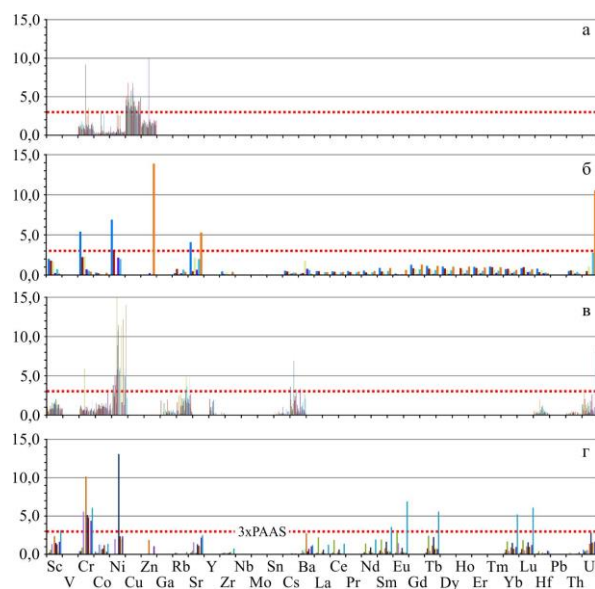 15,0
а
10,0
5,0
0,0
15,0
б
10,0
5,0
0,0
15,0
в
10,0
5,0
0,0
15,0
г
10,0
5,0
3xPAAS
0,0
Sc Cr Ni Zn Rb Y Nb Sn Ba Ce Nd Eu Tb Ho Tm Lu Pb U
V Co Cu Ga Sr Zr Mo Cs La Pr Sm Gd Dy Er Yb Hf Th